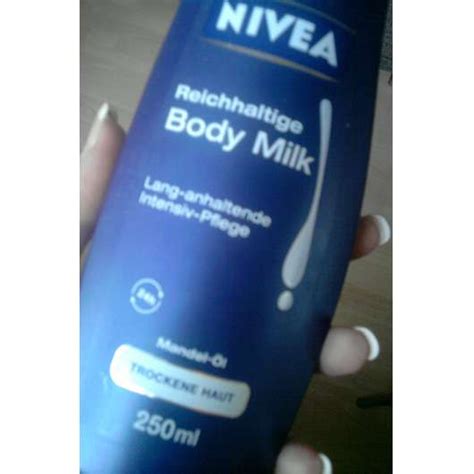 NIVEA
Reichhaltige
Body Milk
Lang-anhaltende
Intensiv-Pflege
24h
Mandel-Öl
TROCKENE HAUT
250ml